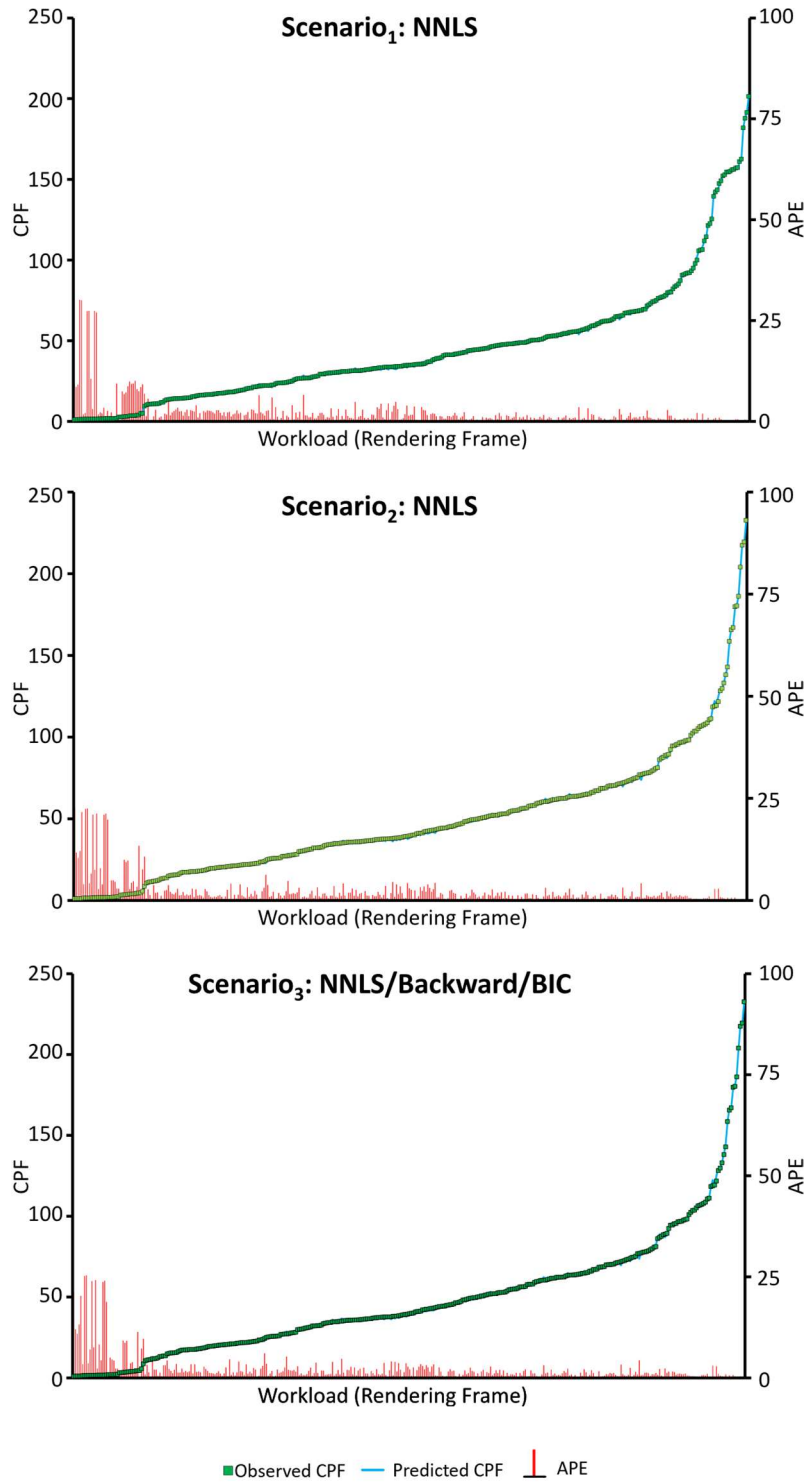 Scenario1: NNLS
250
200
150
100
50
0
CPF
100
75
50
25
0
APE
Workload (Rendering Frame)
Scenario2: NNLS
250
200
150
100
50
0
CPF
100
75
50
25
0
APE
Workload (Rendering Frame)
Scenario3: NNLS/Backward/BIC
250
200
150
100
50
0
CPF
100
75
50
25
0
APE
Workload (Rendering Frame)
Observed CPF Predicted CPF APE